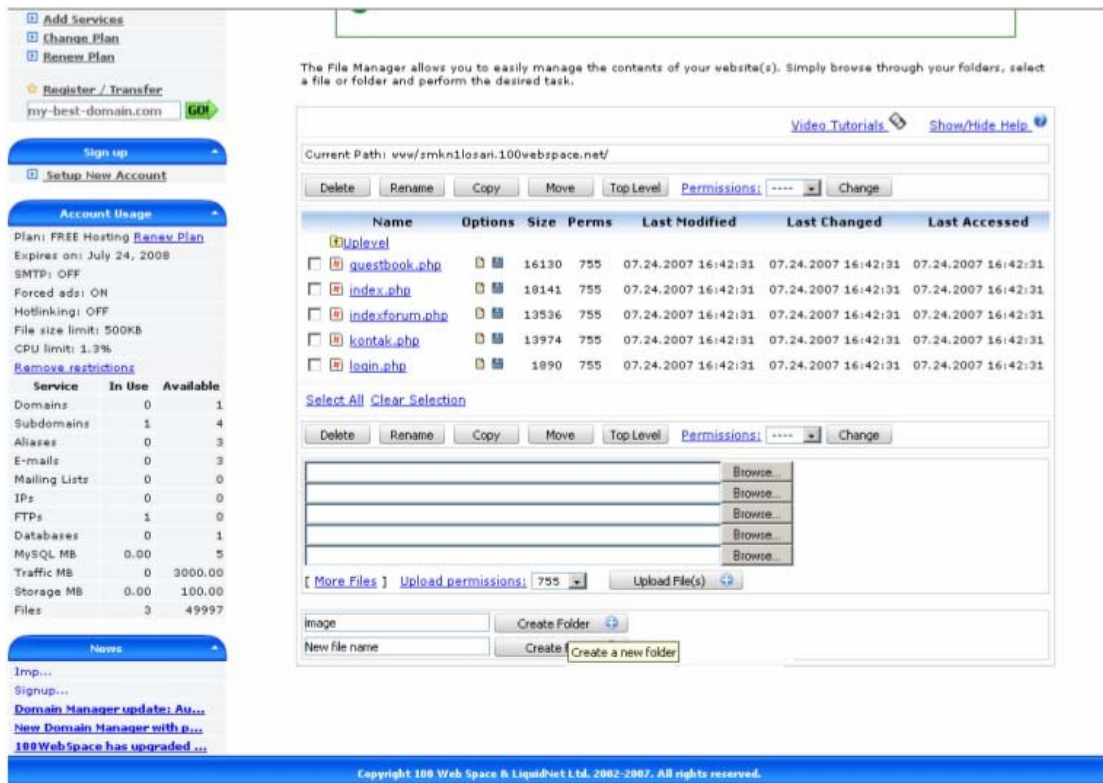 Add Services
Change Plan
Renew Plan
Register / Transfer
my-best-domain.com GO!
Sign up
Setup New Account
Account Usage
Plan: FREE Hosting Renew Plan
Expires on: July 24, 2008
SMTP: OFF
Forced ads: ON
Hotlinking: OFF
File size limit: 500KB
CPU limit: 1.3%
Remove restrictions
Service In Use Available
Domains 0 1
Subdomains 1 4
Aliases 0 3
E-mails 0 3
Mailing Lists 0 0
IPs 0 0
FTPs 1 0
Databases 0 1
MySQL MB 0.00 5
Traffic MB 0 3000.00
Storage MB 0.00 100.00
Files 3 49997
News
Imp...
Signup...
Domain Manager update: Au...
New Domain Manager with p...
100WebSpace has upgraded ...
The File Manager allows you to easily manage the contents of your website(s). Simply browse through your folders, select
a file or folder and perform the desired task.
Video Tutorials Show/Hide Help
Current Path: www/smkn1losari.100webspace.net/
Delete Rename Copy Move Top Level Permissions: ---- Change
Name Options Size Perms Last Modified Last Changed Last Accessed
Uplevel
guestbook.php 16130 755 07.24.2007 16:42:31 07.24.2007 16:42:31 07.24.2007 16:42:31
index.php 18141 755 07.24.2007 16:42:31 07.24.2007 16:42:31 07.24.2007 16:42:31
indexforum.php 13536 755 07.24.2007 16:42:31 07.24.2007 16:42:31 07.24.2007 16:42:31
kontak.php 13974 755 07.24.2007 16:42:31 07.24.2007 16:42:31 07.24.2007 16:42:31
login.php 1890 755 07.24.2007 16:42:31 07.24.2007 16:42:31 07.24.2007 16:42:31
Select All Clear Selection
Delete Rename Copy Move Top Level Permissions: ---- Change
Browse...
Browse...
Browse...
Browse...
Browse...
[ More Files ] Upload permissions: 755 Upload File(s)
image Create Folder
New file name Create
Create a new folder
Copyright 100 Web Space & LiquidNet Ltd. 2002-2007. All rights reserved.